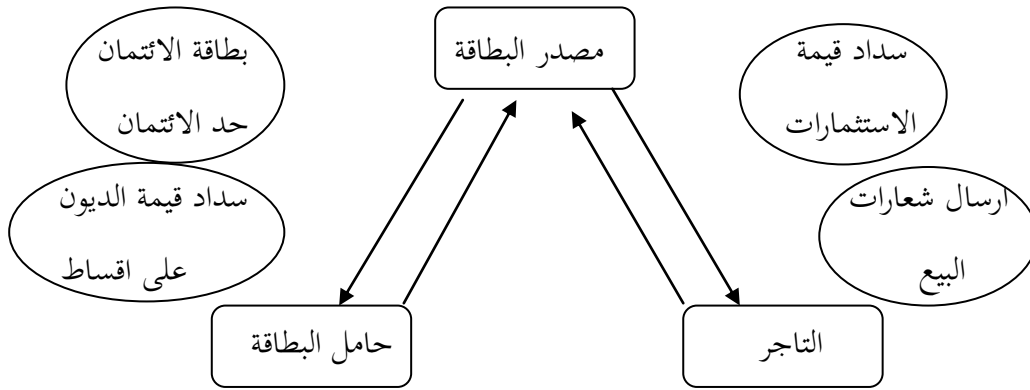 مصدر البطاقة
سداد قيمة
الاستثمارات
بطاقة الائتمان
حد الائتمان
ارسال شعارات
البيع
سداد قيمة الديون
على اقساط
التاجر
حامل البطاقة